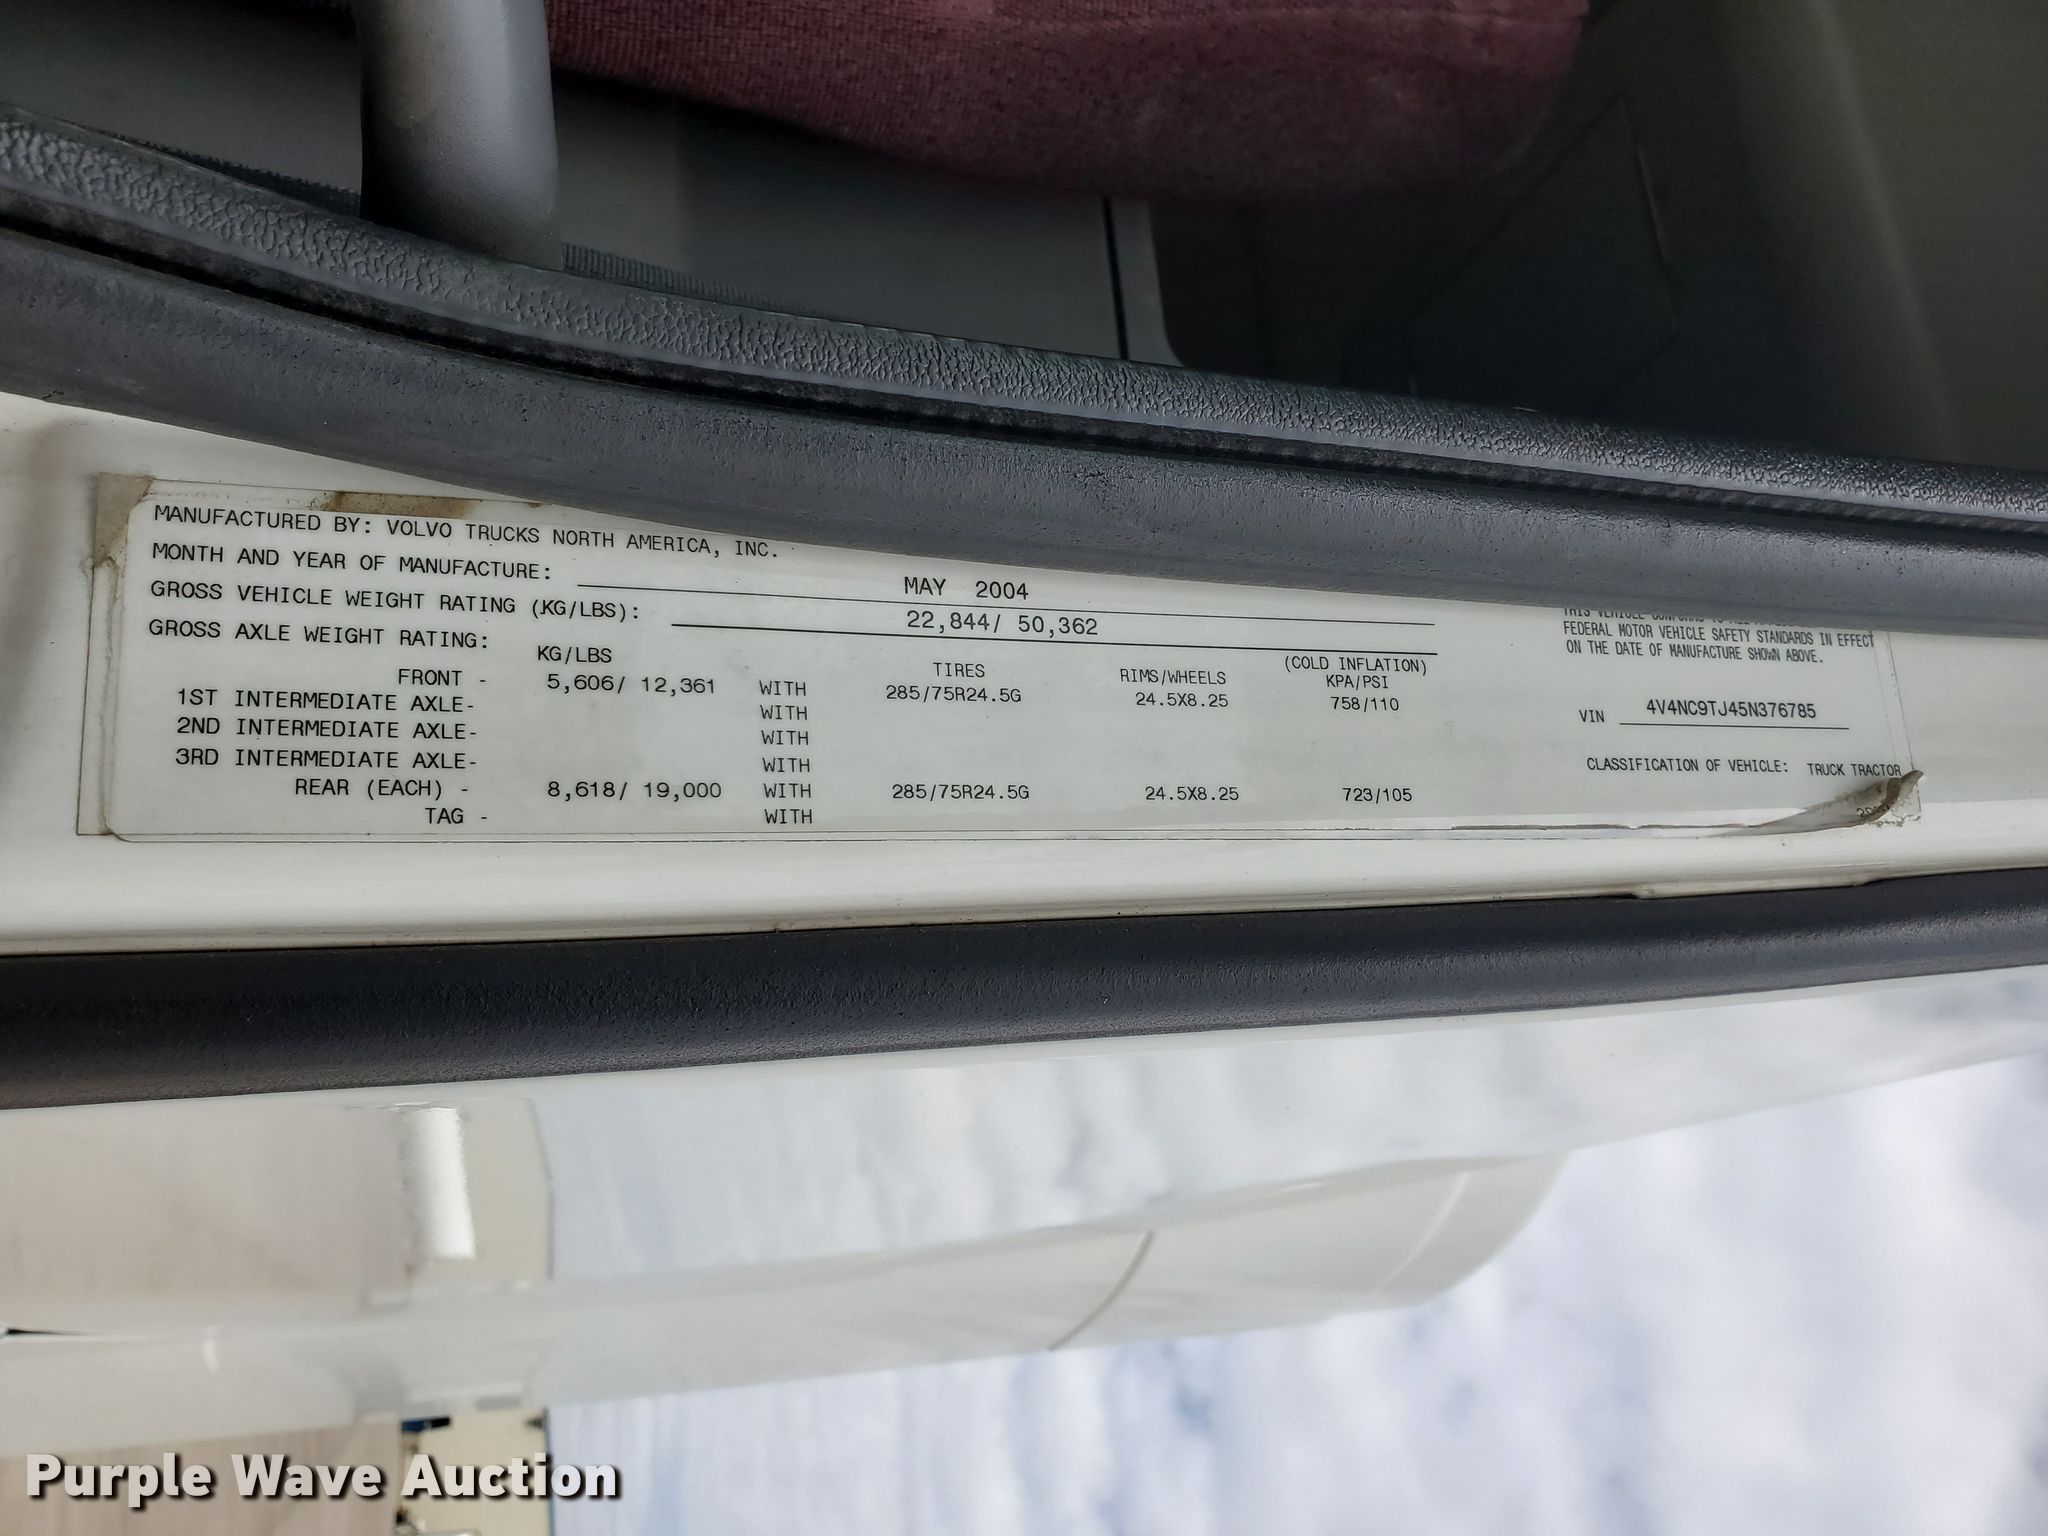 MANUFACTURED BY: VOLVO TRUCKS NORTH AMERICA, INC.
MONTH AND YEAR OF MANUFACTURE: MAY 2004
GROSS VEHICLE WEIGHT RATING (KG/LBS): 22,844/ 50,362
GROSS AXLE WEIGHT RATING:
KG/LBS TIRES RIMS/WHEELS (COLD INFLATION) KPA/PSI
FRONT - 5,606/ 12,361 WITH 285/75R24.5G 24.5X8.25 758/110
1ST INTERMEDIATE AXLE- WITH
2ND INTERMEDIATE AXLE- WITH
3RD INTERMEDIATE AXLE- WITH
REAR (EACH) - 8,618/ 19,000 WITH 285/75R24.5G 24.5X8.25 723/105
TAG - WITH
THIS VEHICLE CONFORMS TO ALL
FEDERAL MOTOR VEHICLE SAFETY STANDARDS IN EFFECT
ON THE DATE OF MANUFACTURE SHOWN ABOVE.
VIN 4V4NC9TJ45N376785
CLASSIFICATION OF VEHICLE: TRUCK TRACTOR
Purple Wave Auction